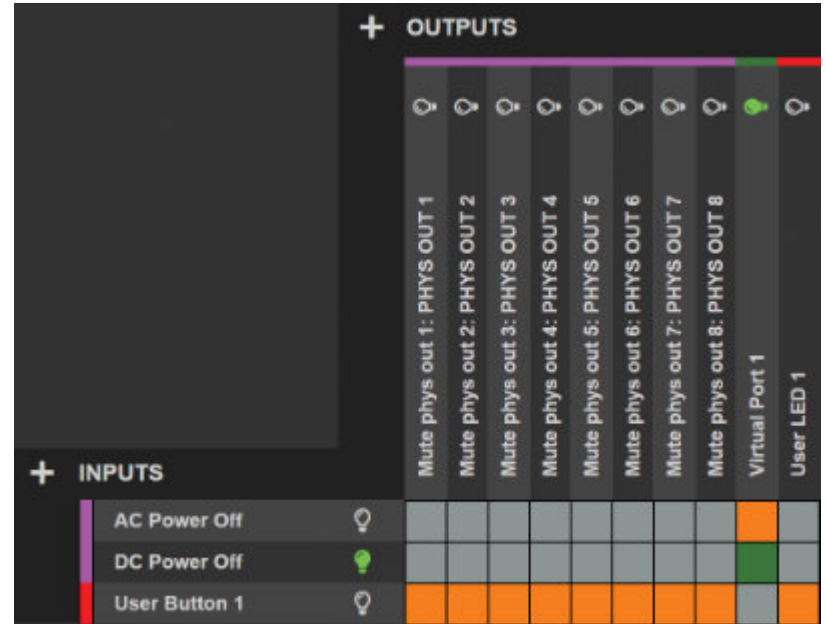 + OUTPUTS
Mute phys out 1: PHYS OUT 1
Mute phys out 2: PHYS OUT 2
Mute phys out 3: PHYS OUT 3
Mute phys out 4: PHYS OUT 4
Mute phys out 5: PHYS OUT 5
Mute phys out 6: PHYS OUT 6
Mute phys out 7: PHYS OUT 7
Mute phys out 8: PHYS OUT 8
Virtual Port 1
User LED 1
+ INPUTS
AC Power Off
DC Power Off
User Button 1